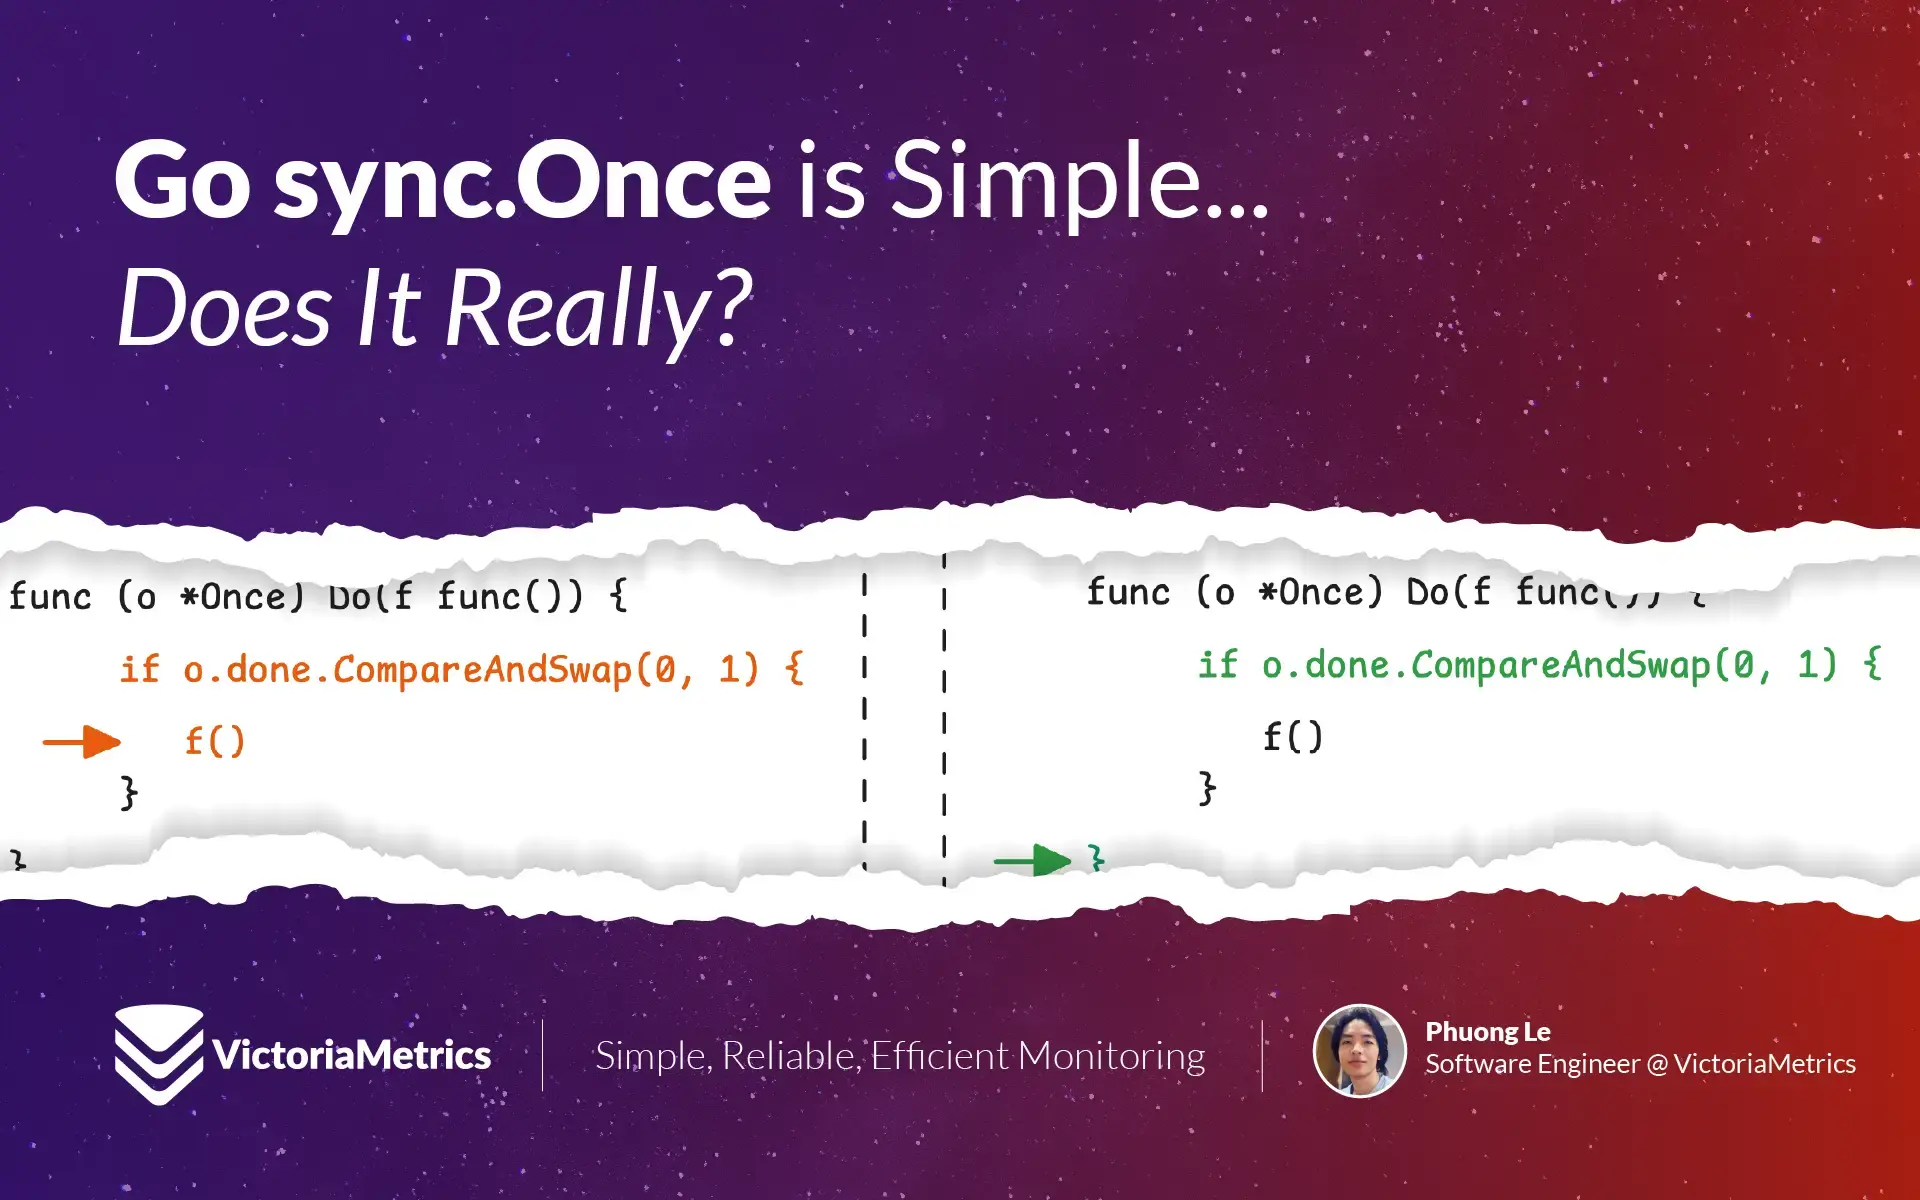 Go sync.Once is Simple...
Does It Really?
func (o *Once) Do(f func()) {
if o.done.CompareAndSwap(0, 1) {
f()
}
}
func (o *Once) Do(f func()) {
if o.done.CompareAndSwap(0, 1) {
f()
}
}
VictoriaMetrics
Simple, Reliable, Efficient Monitoring
Phuong Le
Software Engineer @ VictoriaMetrics